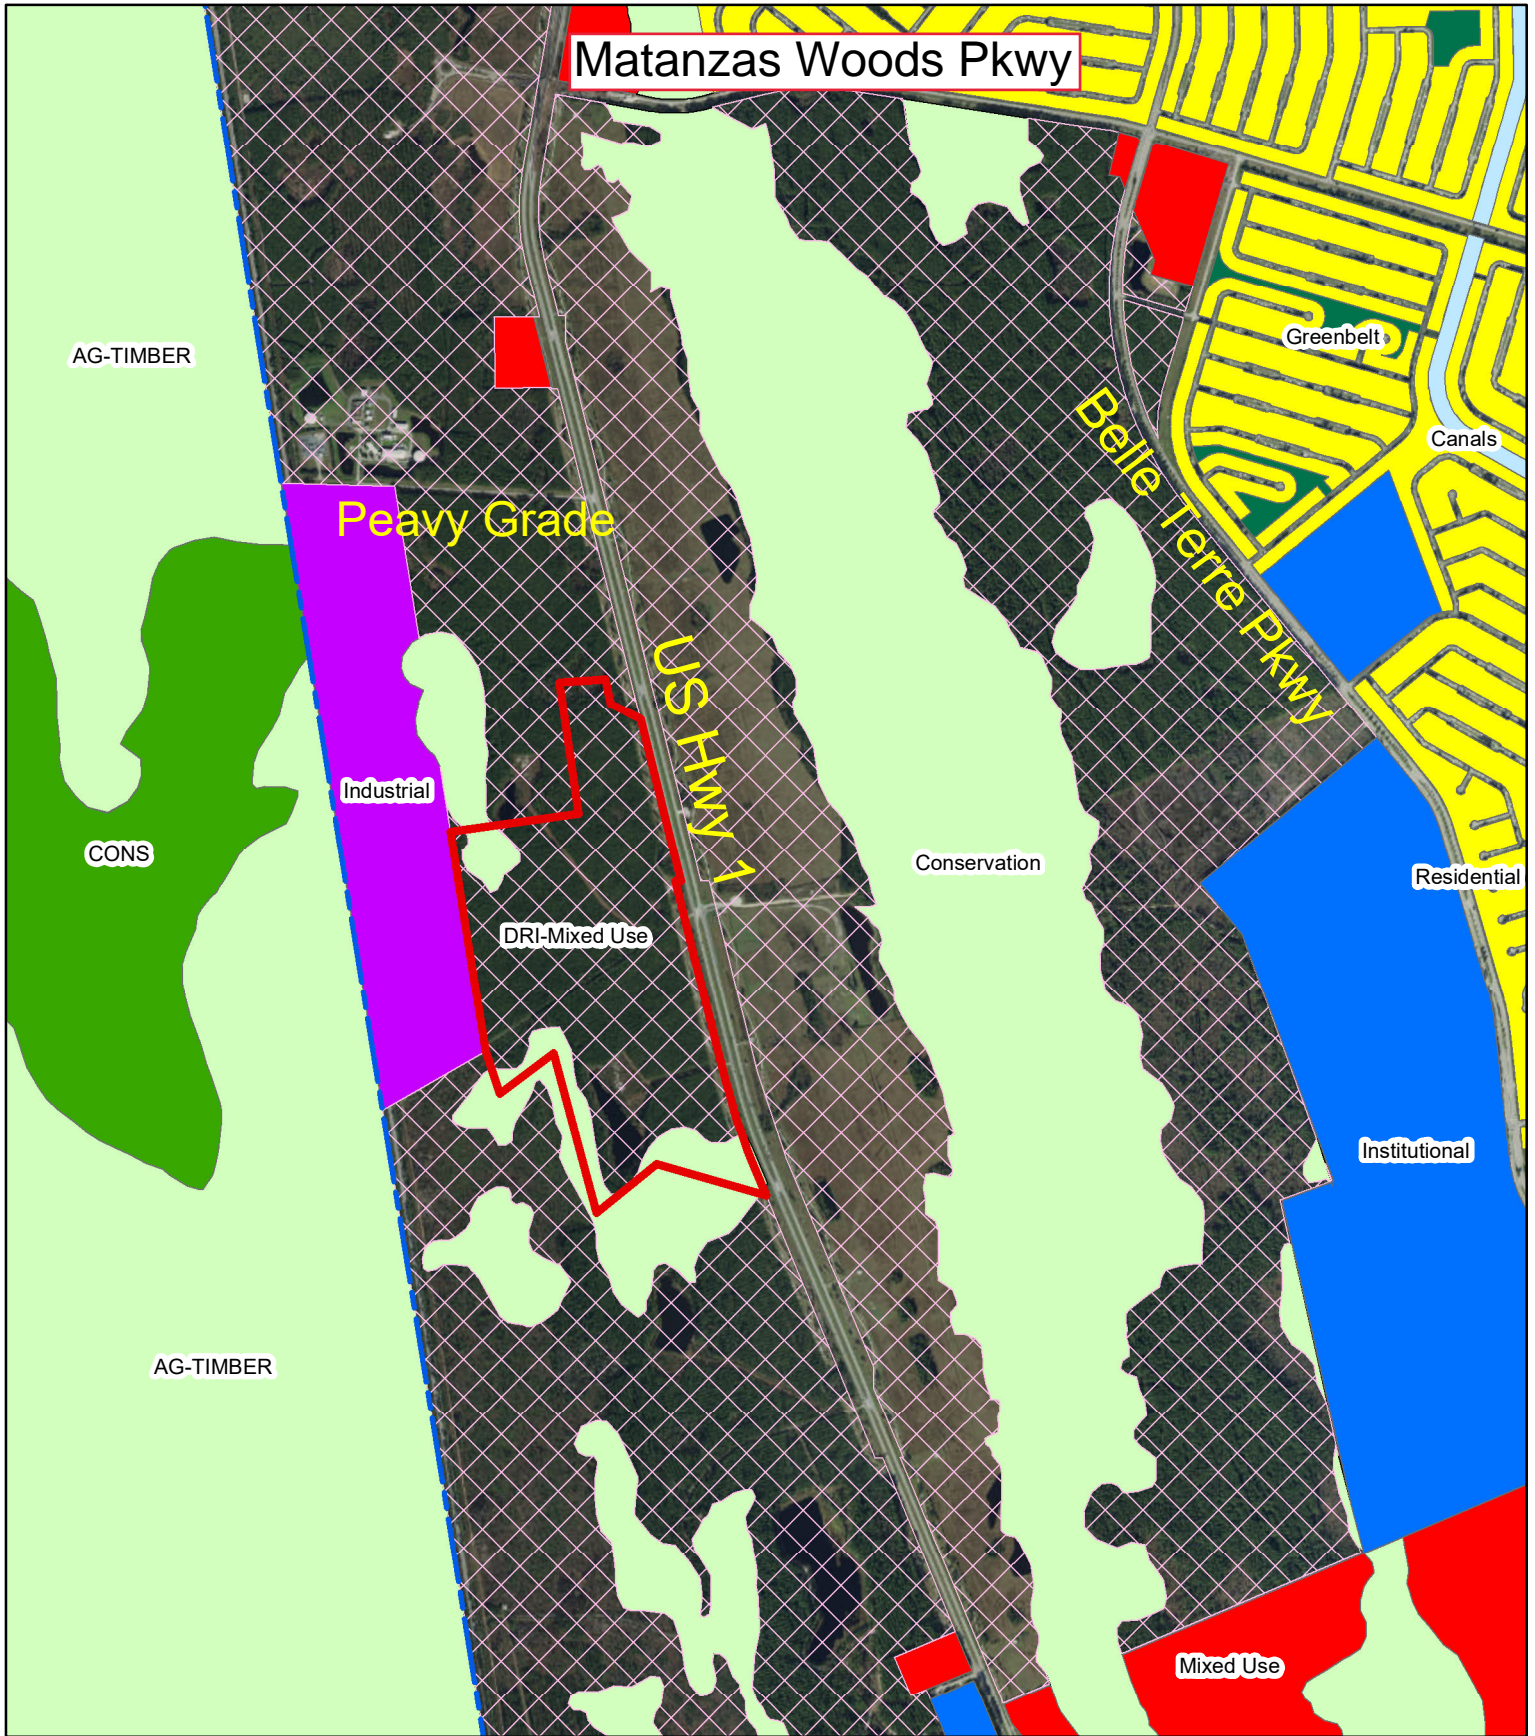 Matanzas Woods Pkwy
Greenbelt
AG-TIMBER
Belle Terre Pkwy
Canals
Peavy Grade
US Hwy 1
Industrial
CONS
Conservation
Residential
DRI-Mixed Use
Institutional
AG-TIMBER
Mixed Use